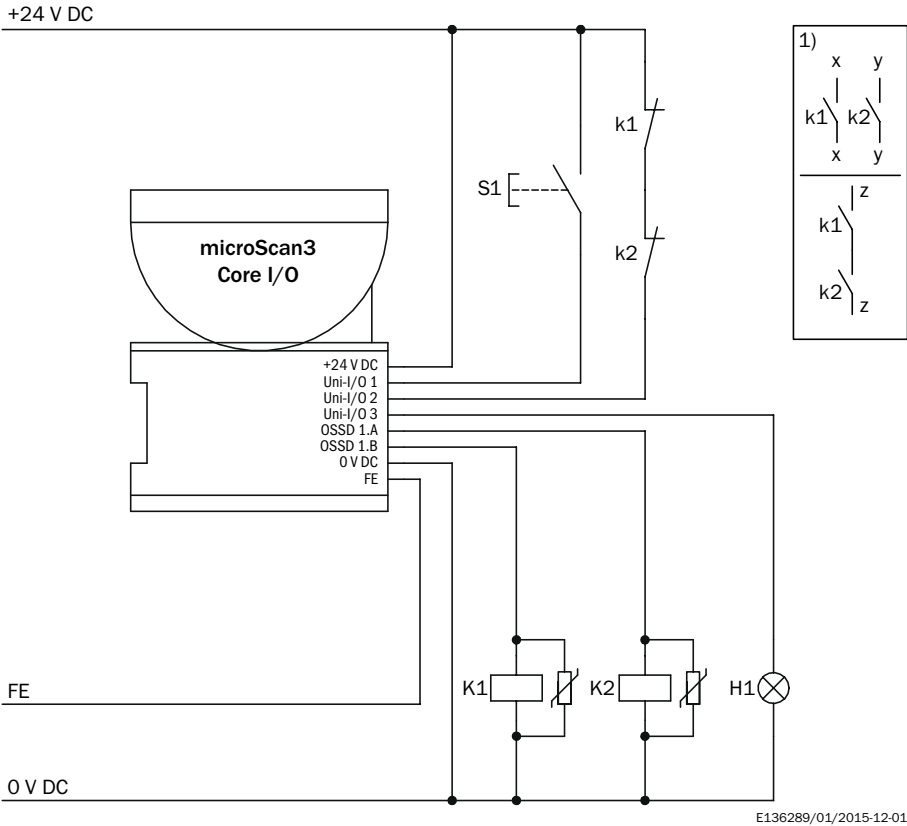 +24 V DC
1)
x y
k1 k2
x y
z
k1
k2
z
k1
S1
k2
microScan3
Core I/O
+24 V DC
Uni-I/O 1
Uni-I/O 2
Uni-I/O 3
OSSD 1.A
OSSD 1.B
0 V DC
FE
FE
K1
K2
H1
0 V DC
E136289/01/2015-12-01